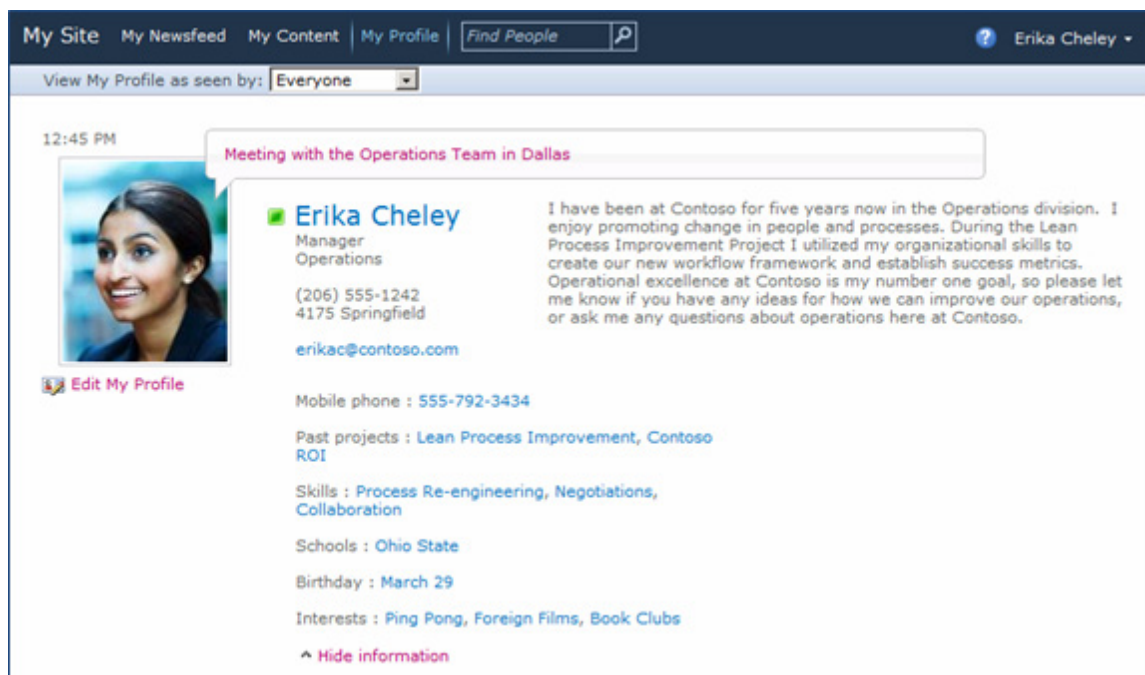 My Site My Newsfeed My Content My Profile Find People Erika Cheley
View My Profile as seen by: Everyone
12:45 PM
Meeting with the Operations Team in Dallas
Erika Cheley
Manager
Operations
(206) 555-1242
4175 Springfield
erikac@contoso.com
I have been at Contoso for five years now in the Operations division. I
enjoy promoting change in people and processes. During the Lean
Process Improvement Project I utilized my organizational skills to
create our new workflow framework and establish success metrics.
Operational excellence at Contoso is my number one goal, so please let
me know if you have any ideas for how we can improve our operations,
or ask me any questions about operations here at Contoso.
Edit My Profile
Mobile phone : 555-792-3434
Past projects : Lean Process Improvement, Contoso
ROI
Skills : Process Re-engineering, Negotiations,
Collaboration
Schools : Ohio State
Birthday : March 29
Interests : Ping Pong, Foreign Films, Book Clubs
Hide information